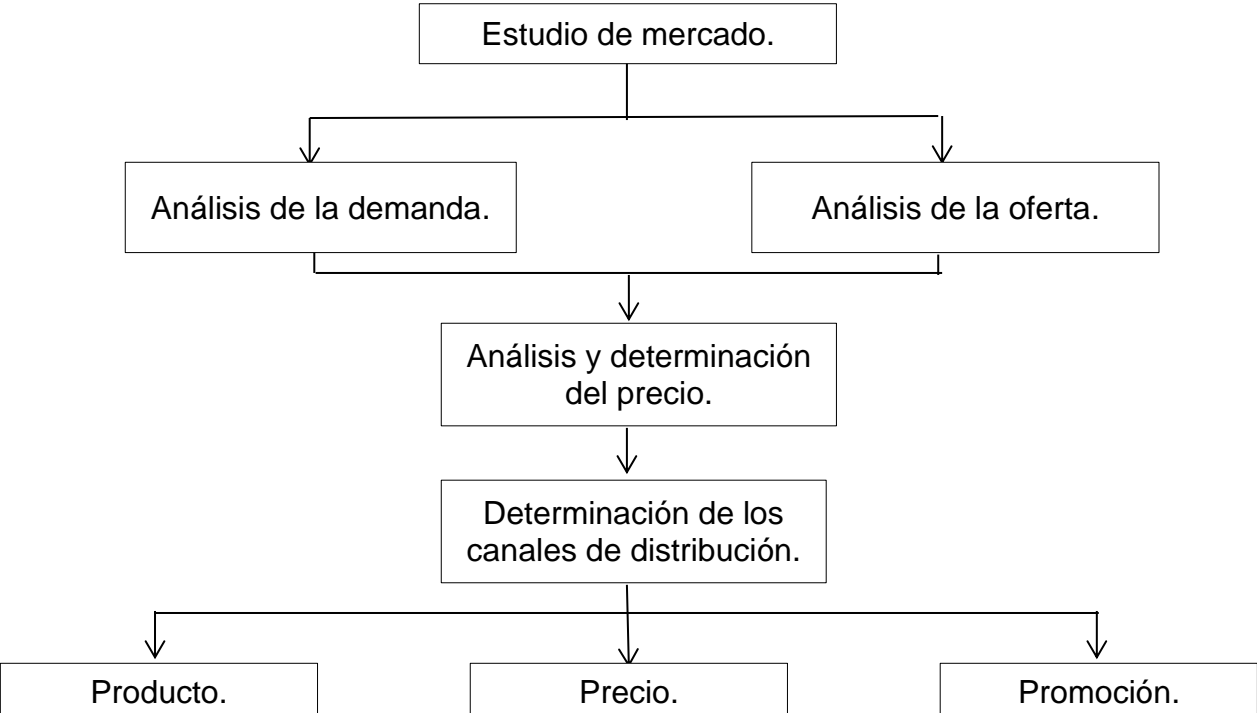 Estudio de mercado.
Análisis de la demanda.
Análisis de la oferta.
Análisis y determinación
del precio.
Determinación de los
canales de distribución.
Producto.
Precio.
Promoción.